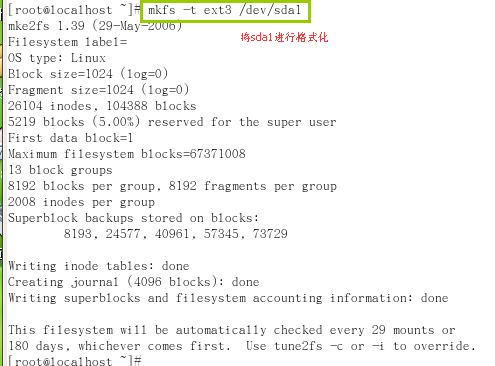 [root@localhost ~]# mkfs -t ext3 /dev/sda1
mke2fs 1.39 (29-May-2006)
将sda1进行格式化
Filesystem label=
OS type: Linux
Block size=1024 (log=0)
Fragment size=1024 (log=0)
26104 inodes, 104388 blocks
5219 blocks (5.00%) reserved for the super user
First data block=1
Maximum filesystem blocks=67371008
13 block groups
8192 blocks per group, 8192 fragments per group
2008 inodes per group
Superblock backups stored on blocks:
8193, 24577, 40961, 57345, 73729
Writing inode tables: done
Creating journal (4096 blocks): done
Writing superblocks and filesystem accounting information: done
This filesystem will be automatically checked every 29 mounts or
180 days, whichever comes first.  Use tune2fs -c or -i to override.
[root@localhost ~]#